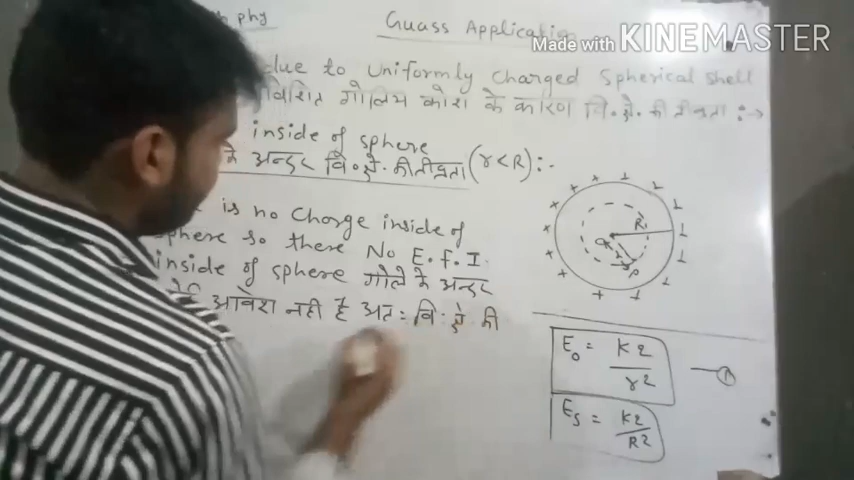 phy
Guass Application
Made with KINEMASTER
due to Uniformly Charged Spherical shell
गोलिय कोश के कारण वि॰क्षे॰ की तीव्रता :→
inside of sphere
के अन्दर वि॰क्षे॰ की तीव्रता (r<R) :-
is no Charge inside of
sphere so there No E.F.I.
inside of sphere गोले के अन्दर
आवेश नही है अत: वि॰क्षे॰ की
+ + + + + + + + + + + + + + +
R
O
r
P
E₀ = Kq/r²
Es = Kq/R²